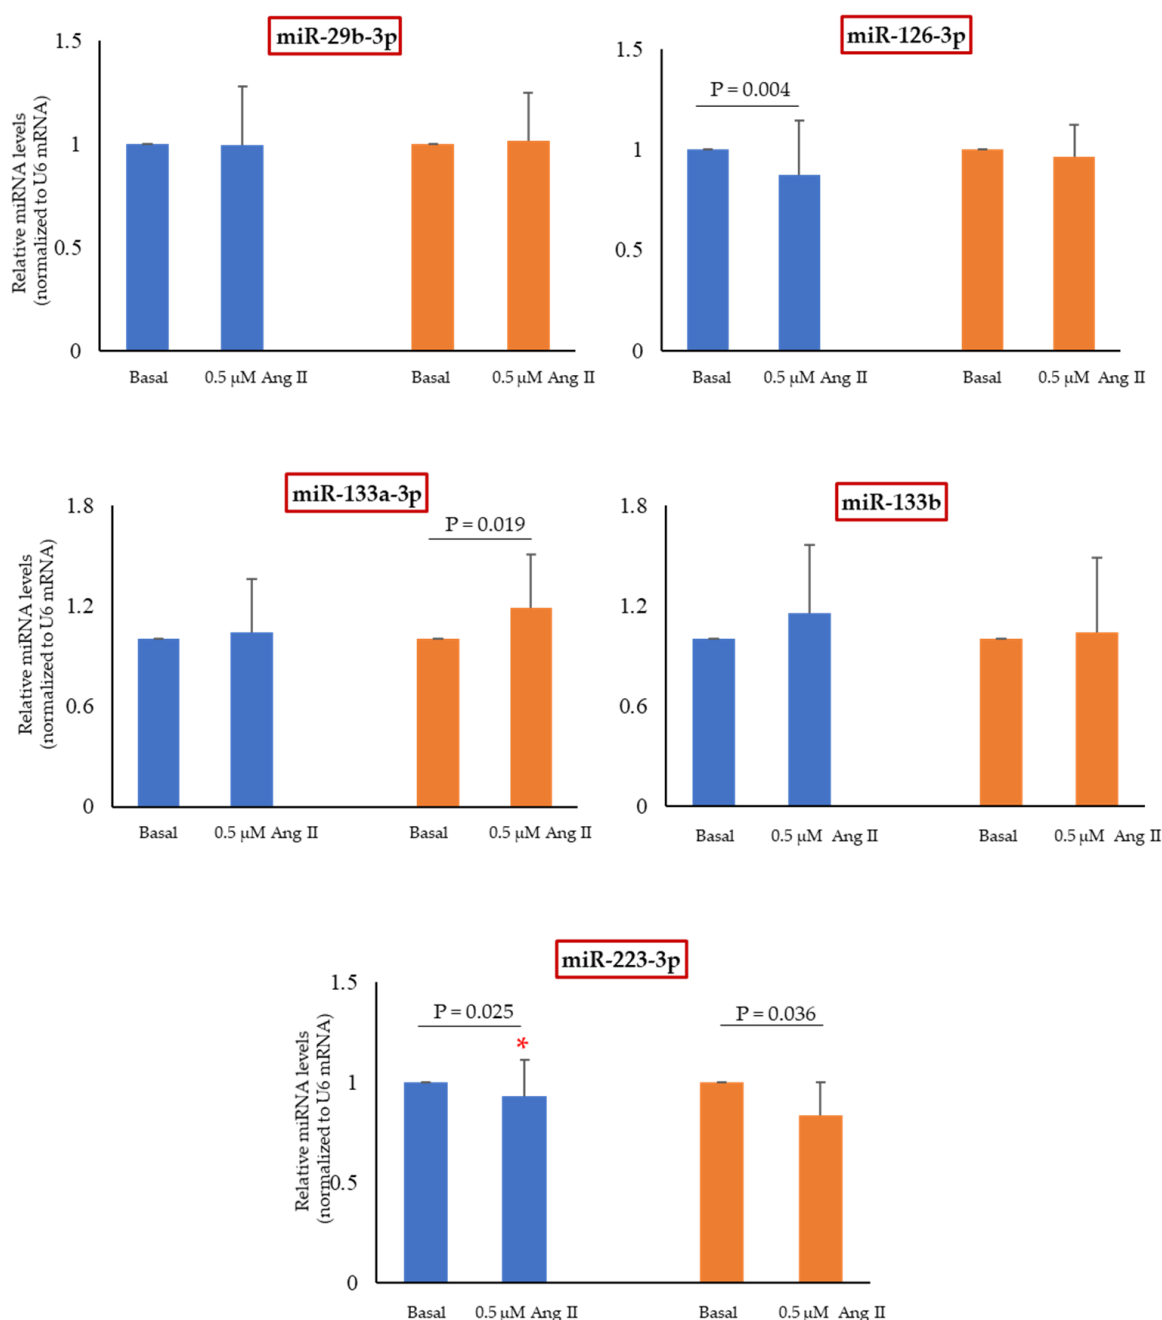 miR-29b-3p
Relative miRNA levels
(normalized to U6 mRNA)
1.5
1
0.5
0
Basal
0.5 µM Ang II
Basal
0.5 µM Ang II
miR-126-3p
1.5
1
0.5
0
P = 0.004
Basal
0.5 µM Ang II
Basal
0.5 µM Ang II
miR-133a-3p
Relative miRNA levels
(normalized to U6 mRNA)
1.8
1.2
0.6
0
P = 0.019
Basal
0.5 µM Ang II
Basal
0.5 µM Ang II
miR-133b
1.8
1.2
0.6
0
Basal
0.5 µM Ang II
Basal
0.5 µM Ang II
miR-223-3p
Relative miRNA levels
(normalized to U6 mRNA)
1.5
1
0.5
0
P = 0.025
*
P = 0.036
Basal
0.5 µM Ang II
Basal
0.5 µM Ang II